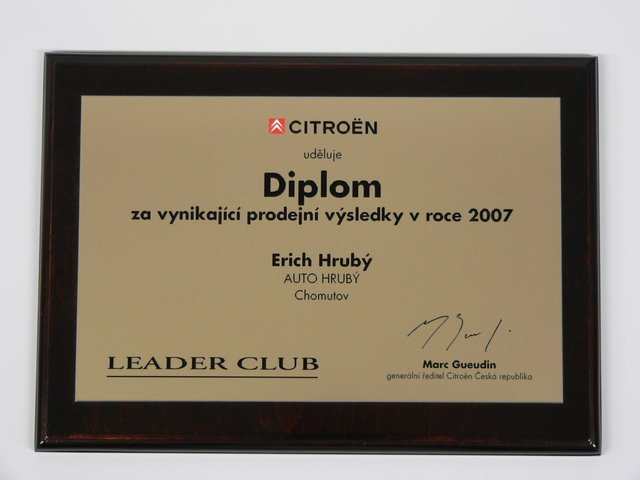 CITROËN
uděluje
Diplom
za vynikající prodejní výsledky v roce 2007
Erich Hrubý
AUTO HRUBÝ
Chomutov
LEADER CLUB
Marc Gueudin
generální ředitel Citroën Česká republika